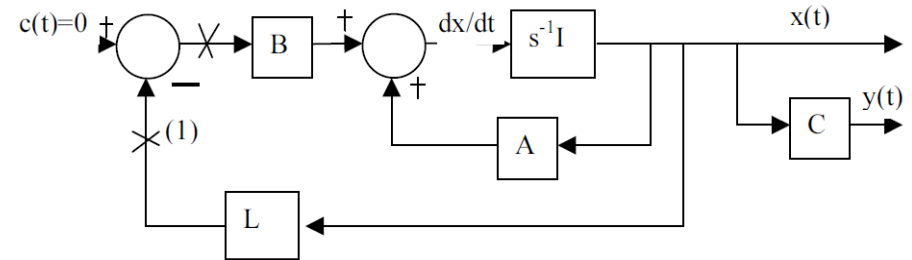 c(t)=0 +
B
+
dx/dt
s⁻¹I
x(t)
y(t)
−
+
(1)
A
C
L